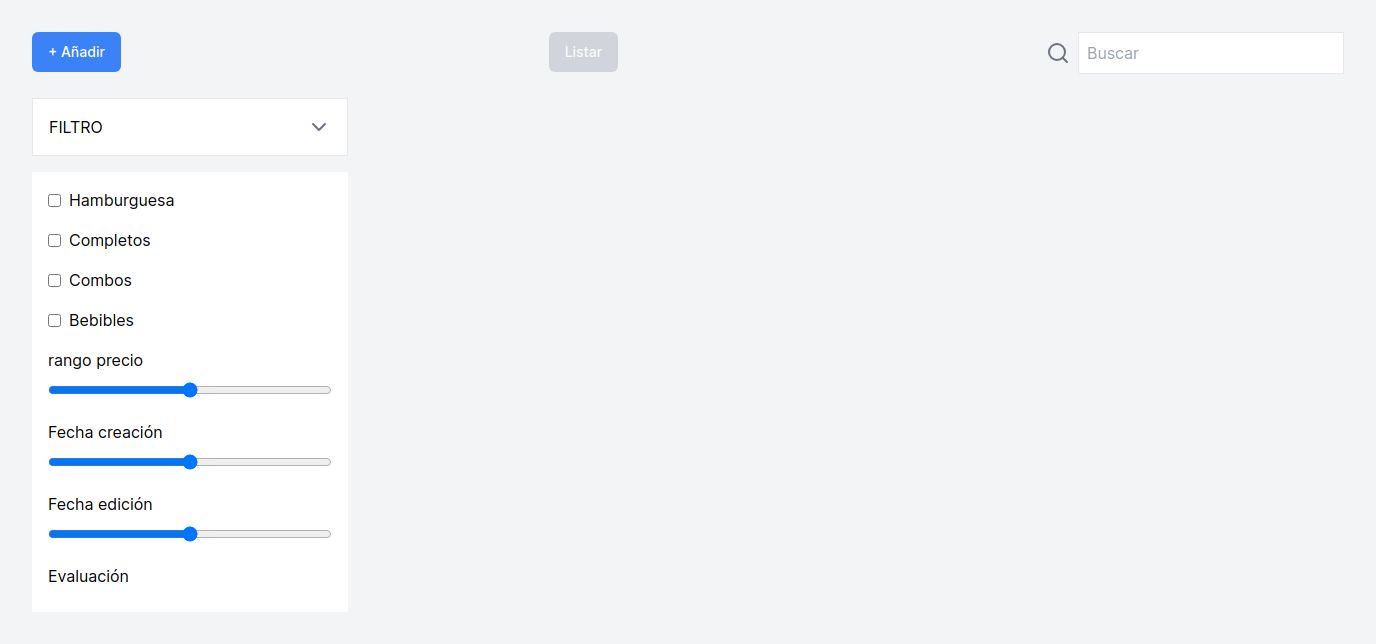 + Añadir
Listar
Buscar
FILTRO
Hamburguesa
Completos
Combos
Bebibles
rango precio
Fecha creación
Fecha edición
Evaluación